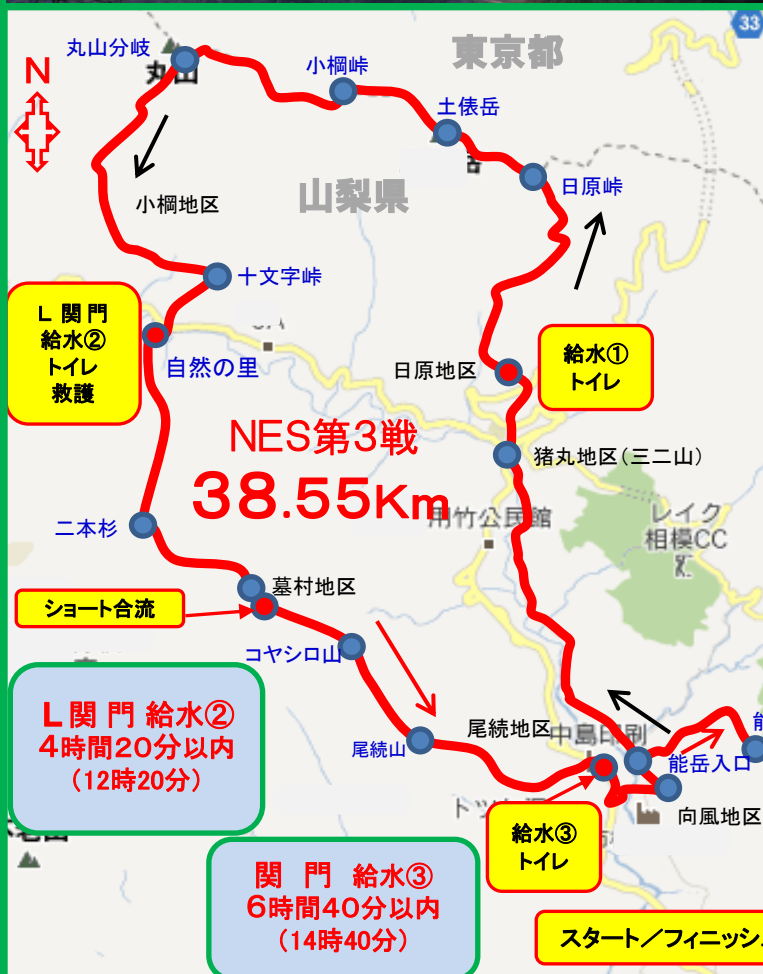 33
丸山分岐
丸山
N
小棡峠
東京都
土俵岳
日原峠
小棡地区
山梨県
十文字峠
L 関 門
給水②
トイレ
救護
自然の里
日原地区
給水①
トイレ
NES第3戦
38.55Km
猪丸地区(三二山)
用竹公民館
レイク
相模CC
二本杉
墓村地区
ショート合流
コヤシロ山
L関 門 給水②
4時間20分以内
(12時20分)
尾続地区
中島印刷
尾続山
能岳入口
向風地区
給水③
トイレ
関 門 給水③
6時間40分以内
(14時40分)
スタート/フィニッシ